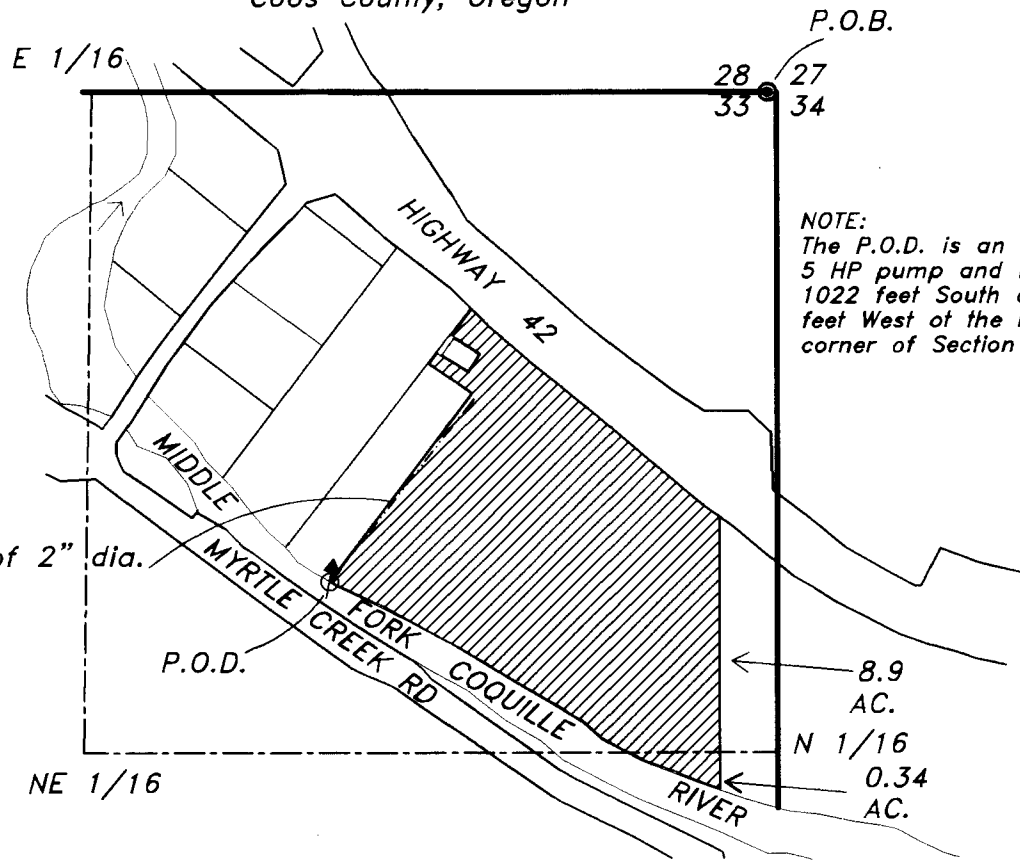 Coos County, Oregon
P.O.B.
E 1/16
28 27
33 34
HIGHWAY 42
NOTE:
The P.O.D. is an
5 HP pump and
1022 feet South
feet West of the
corner of Section
MIDDLE FORK COQUILLE RIVER
of 2" dia.
MYRTLE CREEK RD
P.O.D.
8.9
AC.
N 1/16
NE 1/16
0.34
AC.